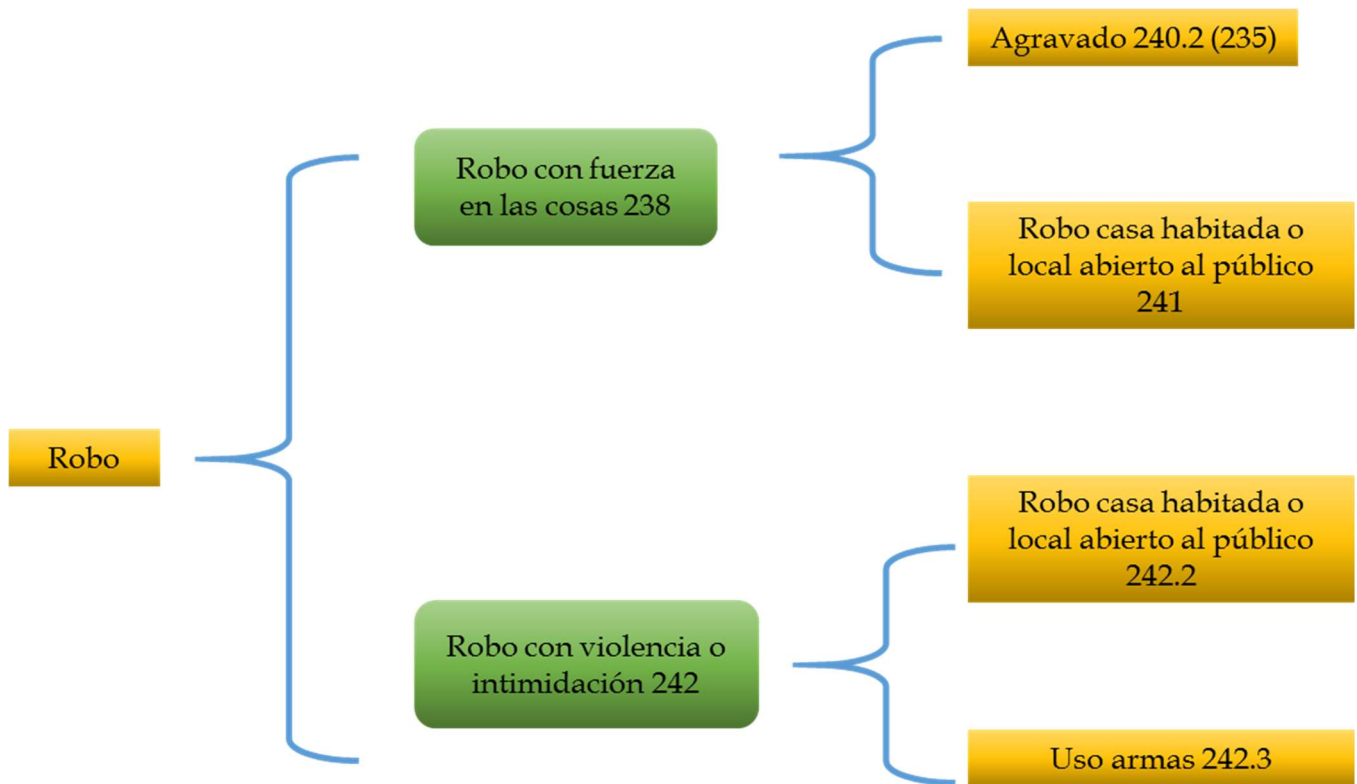 Agravado 240.2 (235)
Robo con fuerza
en las cosas 238
Robo casa habitada o
local abierto al público
241
Robo
Robo casa habitada o
local abierto al público
242.2
Robo con violencia o
intimidación 242
Uso armas 242.3